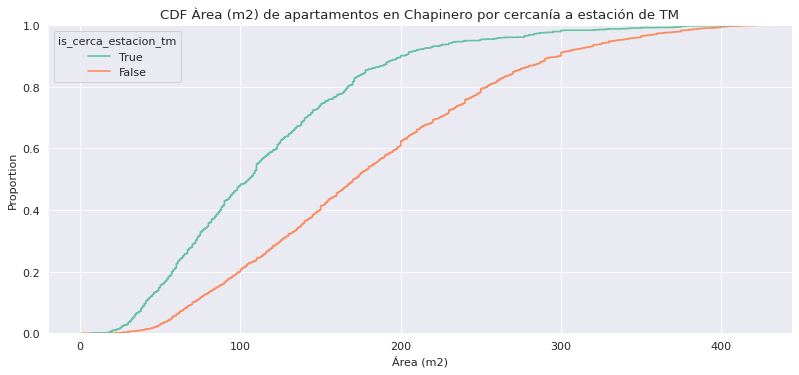 CDF Àrea (m2) de apartamentos en Chapinero por cercanía a estación de TM
is_cerca_estacion_tm
True
False
Proportion
1.0
0.8
0.6
0.4
0.2
0.0
0 100 200 300 400
Área (m2)